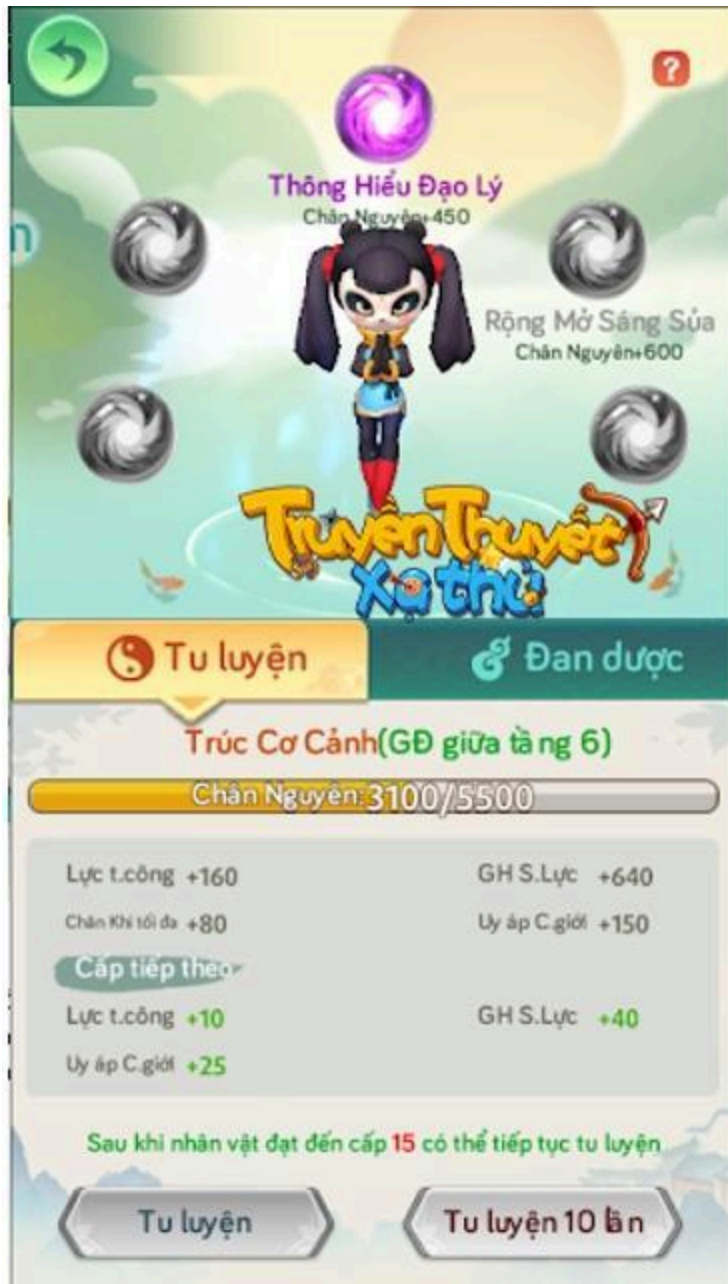 ?
Thông Hiểu Đạo Lý
Chân Nguyên+450
Rộng Mở Sáng Sủa
Chân Nguyên+600
Truyền Thuyết
Xạ thủ
Tu luyện
Đan dược
Trúc Cơ Cảnh(GĐ giữa tầng 6)
Chân Nguyên:3100/5500
Lực t.công +160 GH S.Lực +640
Chân Khí tối đa +80 Uy áp C.giới +150
Cấp tiếp theo
Lực t.công +10 GH S.Lực +40
Uy áp C.giới +25
Sau khi nhân vật đạt đến cấp 15 có thể tiếp tục tu luyện
Tu luyện
Tu luyện 10 lần